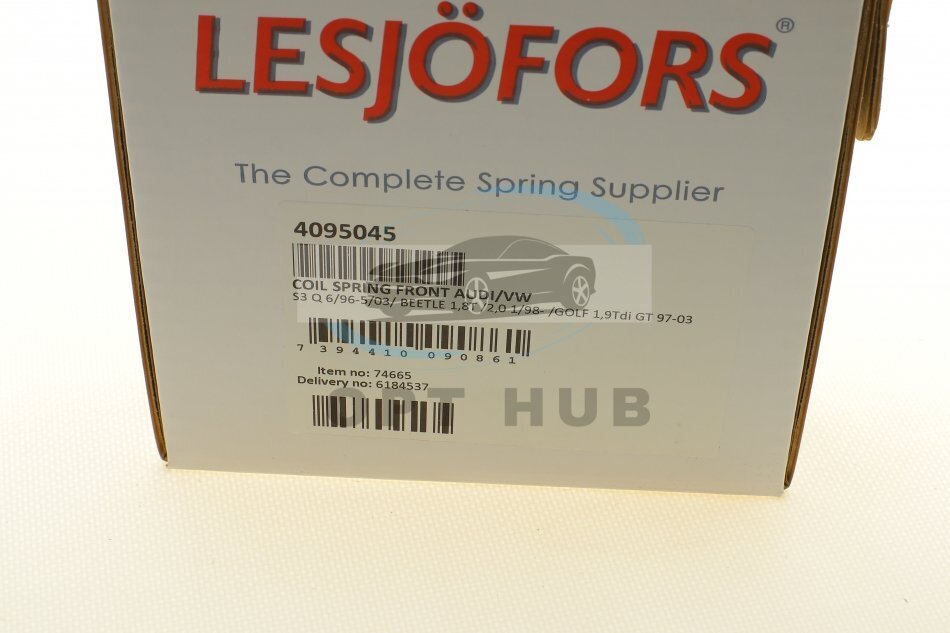 LESJÖFORS®
The Complete Spring Supplier
4095045
COIL SPRING FRONT AUDI/VW
S3 Q 6/96-5/03/ BEETLE 1,8T /2,0 1/98- /GOLF 1,9Tdi GT 97-03
7 394410 090861
Item no: 74665
Delivery no: 6184537
OPT HUB